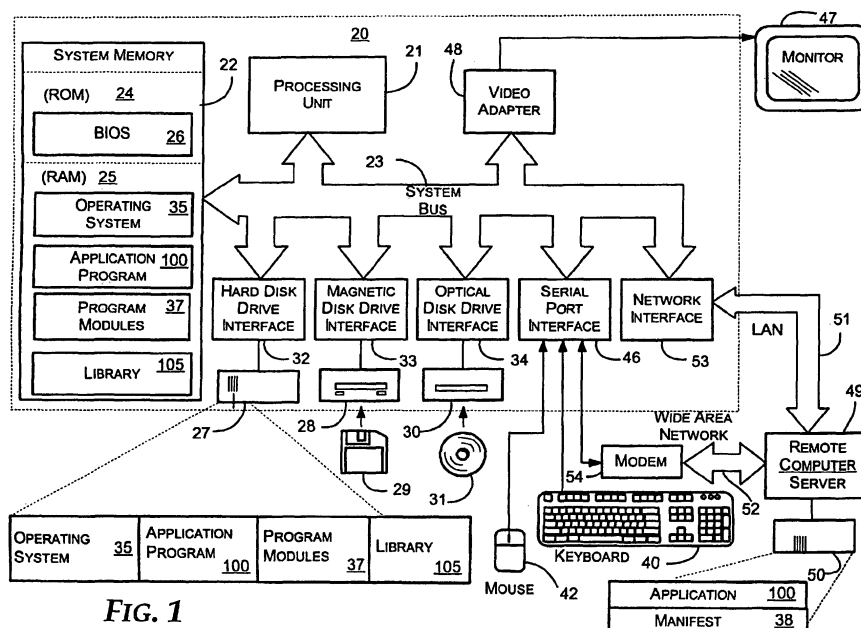 SYSTEM MEMORY
22
(ROM) 24
BIOS 26
(RAM) 25
OPERATING
SYSTEM 35
APPLICATION
PROGRAM 100
PROGRAM
MODULES 37
LIBRARY 105
20
PROCESSING
UNIT
21
48
VIDEO
ADAPTER
47
MONITOR
23
SYSTEM
BUS
HARD DISK
DRIVE
INTERFACE
32
MAGNETIC
DISK DRIVE
INTERFACE
33
OPTICAL
DISK DRIVE
INTERFACE
34
SERIAL
PORT
INTERFACE
46
NETWORK
INTERFACE
53
LAN
51
27
28
29
30
31
WIDE AREA
NETWORK
49
REMOTE
COMPUTER
SERVER
54
MODEM
52
KEYBOARD
40
MOUSE
42
50
OPERATING
SYSTEM 35
APPLICATION
PROGRAM 100
PROGRAM
MODULES 37
LIBRARY
105
APPLICATION 100
MANIFEST 38
FIG. 1